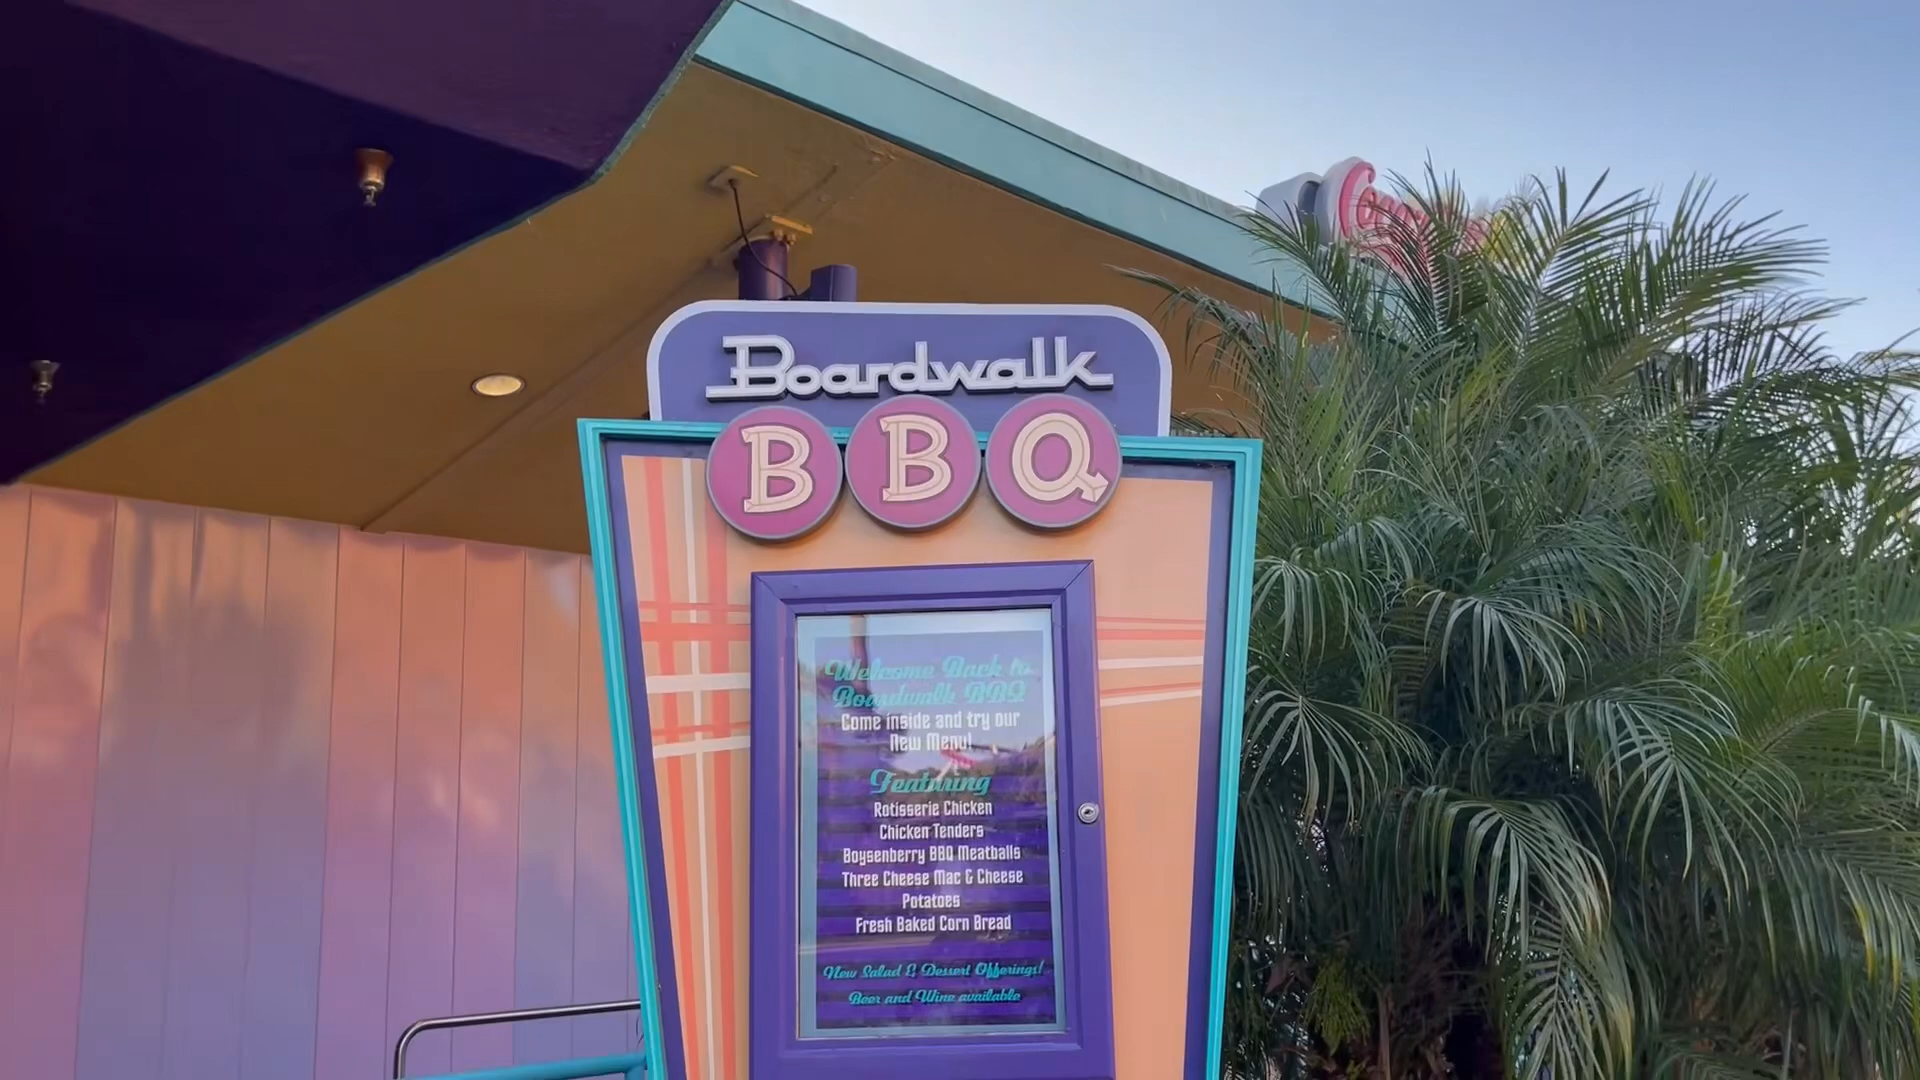 Boardwalk
BBQ
Welcome Back to
Boardwalk BBQ
Come inside and try our
New Menu!
Featuring
Rotisserie Chicken
Chicken Tenders
Boysenberry BBQ Meatballs
Three Cheese Mac & Cheese
Potatoes
Fresh Baked Corn Bread
New Salad & Dessert Offerings!
Beer and Wine available